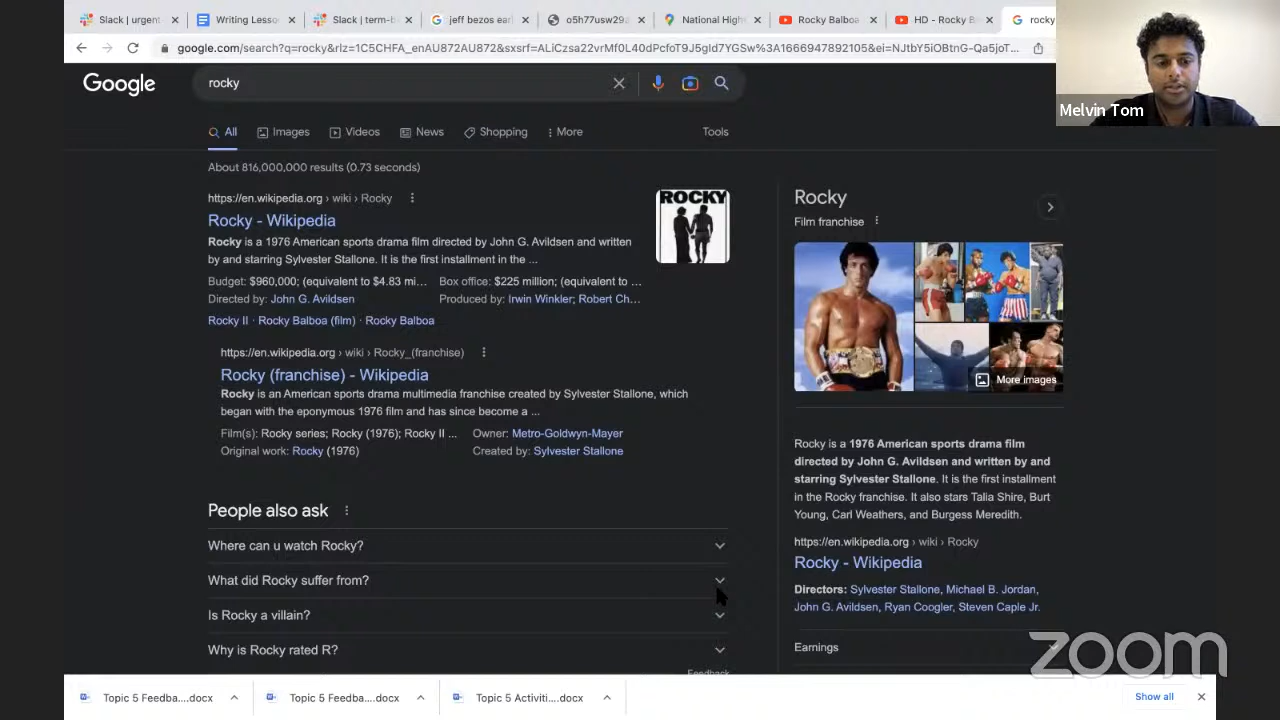 Slack | urgent
Writing Lesso
Slack | term-b
jeff bezos earl
o5h77usw29a
National High
Rocky Balboa
HD - Rocky B
rocky
google.com/search?q=rocky&rlz=1C5CHFA_enAU872AU872&sxsrf=ALiCzsa22vrMf0L40dPcfoT9J5gId7YGSw%3A1666947892105&ei=NJtbY5iOBtnG-Qa5joT...
Melvin Tom
Google
rocky
All
Images
Videos
News
Shopping
More
Tools
About 816,000,000 results (0.73 seconds)
https://en.wikipedia.org › wiki › Rocky
Rocky - Wikipedia
Rocky is a 1976 American sports drama film directed by John G. Avildsen and written
by and starring Sylvester Stallone. It is the first installment in the ...
Budget: $960,000; (equivalent to $4.83 mi... Box office: $225 million; (equivalent to ...
Directed by: John G. Avildsen Produced by: Irwin Winkler; Robert Ch...
Rocky II · Rocky Balboa (film) · Rocky Balboa
ROCKY
https://en.wikipedia.org › wiki › Rocky_(franchise)
Rocky (franchise) - Wikipedia
Rocky is an American sports drama multimedia franchise created by Sylvester Stallone, which
began with the eponymous 1976 film and has since become a ...
Film(s): Rocky series; Rocky (1976); Rocky II ... Owner: Metro-Goldwyn-Mayer
Original work: Rocky (1976) Created by: Sylvester Stallone
People also ask
Where can u watch Rocky?
What did Rocky suffer from?
Is Rocky a villain?
Why is Rocky rated R?
Feedback
Rocky
Film franchise
More images
Rocky is a 1976 American sports drama film
directed by John G. Avildsen and written by and
starring Sylvester Stallone. It is the first installment
in the Rocky franchise. It also stars Talia Shire, Burt
Young, Carl Weathers, and Burgess Meredith.
https://en.wikipedia.org › wiki › Rocky
Rocky - Wikipedia
Directors: Sylvester Stallone, Michael B. Jordan,
John G. Avildsen, Ryan Coogler, Steven Caple Jr.
Earnings
zoom
Topic 5 Feedba....docx
Topic 5 Feedba....docx
Topic 5 Activiti....docx
Show all